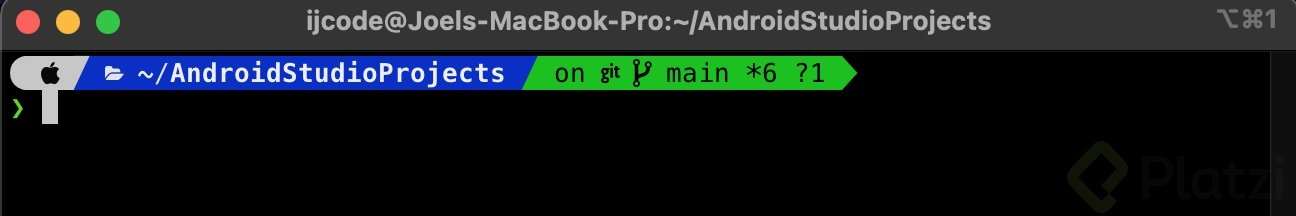 ijcode@Joels-MacBook-Pro:~/AndroidStudioProjects ⌥⌘1
~/AndroidStudioProjects on git main *6 ?1
❯
Platzi